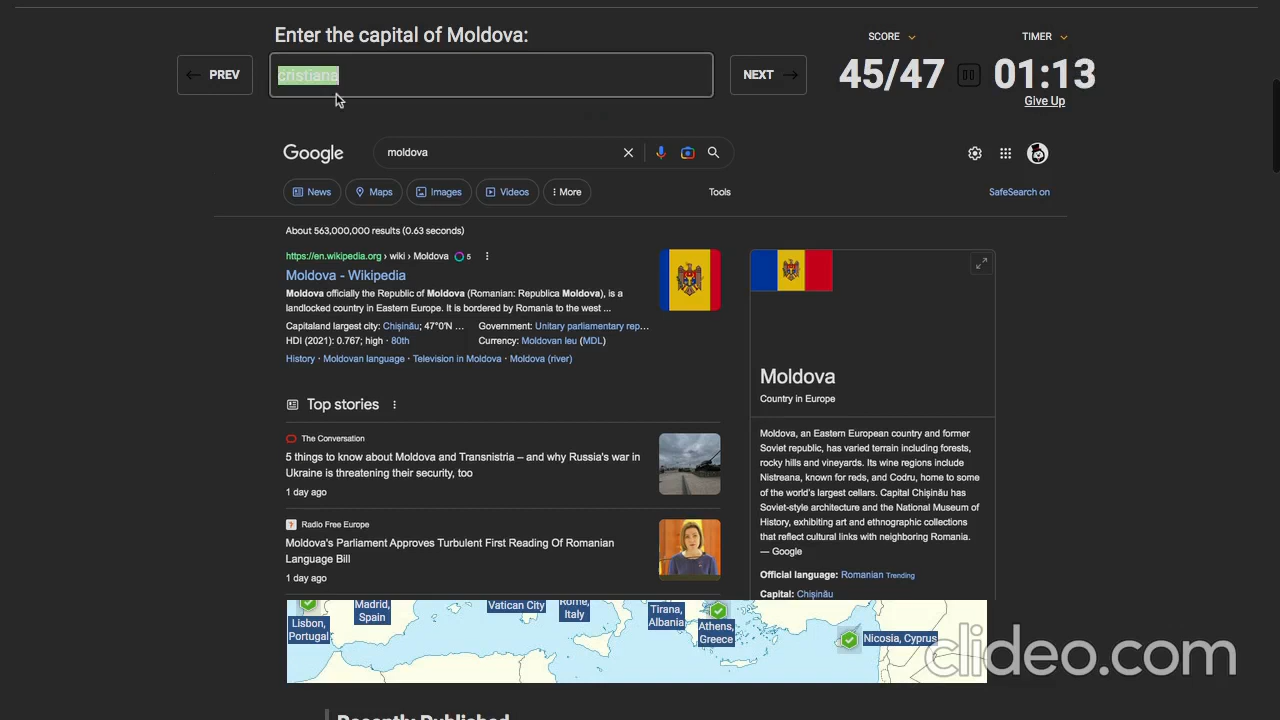 Enter the capital of Moldova:
SCORE
TIMER
PREV
cristiana
NEXT
45/47
01:13
Give Up
Google
moldova
News
Maps
Images
Videos
More
Tools
SafeSearch on
About 563,000,000 results (0.63 seconds)
https://en.wikipedia.org › wiki › Moldova
5
Moldova - Wikipedia
Moldova officially the Republic of Moldova (Romanian: Republica Moldova), is a
landlocked country in Eastern Europe. It is bordered by Romania to the west ...
Capitaland largest city: Chișinău; 47°0′N ...
Government: Unitary parliamentary rep...
HDI (2021): 0.767; high · 80th
Currency: Moldovan leu (MDL)
History · Moldovan language · Television in Moldova · Moldova (river)
Top stories
The Conversation
5 things to know about Moldova and Transnistria – and why Russia's war in
Ukraine is threatening their security, too
1 day ago
Radio Free Europe
Moldova's Parliament Approves Turbulent First Reading Of Romanian
Language Bill
1 day ago
Moldova
Country in Europe
Moldova, an Eastern European country and former
Soviet republic, has varied terrain including forests,
rocky hills and vineyards. Its wine regions include
Nistreana, known for reds, and Codru, home to some
of the world's largest cellars. Capital Chișinău has
Soviet-style architecture and the National Museum of
History, exhibiting art and ethnographic collections
that reflect cultural links with neighboring Romania.
— Google
Official language: Romanian Trending
Capital: Chișinău
Lisbon,
Portugal
Madrid,
Spain
Vatican City
Rome,
Italy
Tirana,
Albania
Athens,
Greece
Nicosia, Cyprus
clideo.com
Recently Published